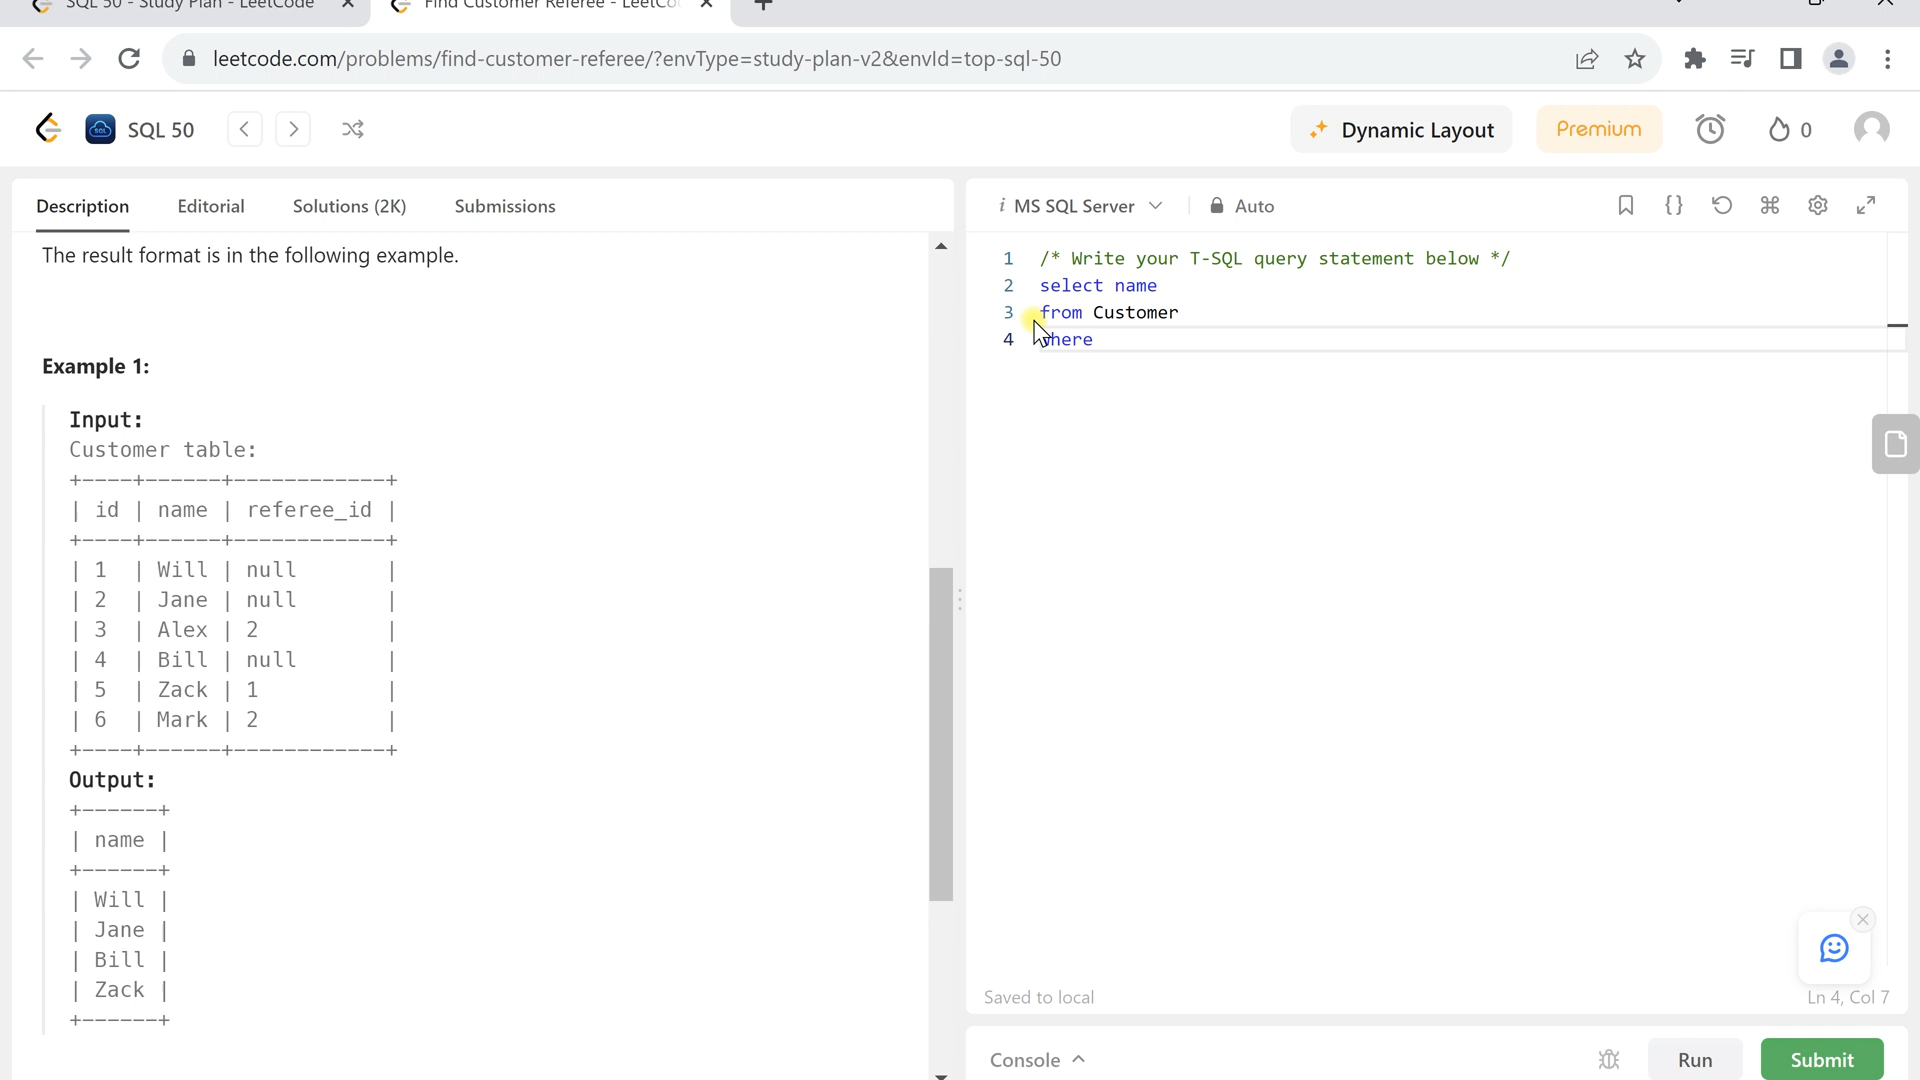 SQL 50 - Study Plan - LeetCode
Find Customer Referee - LeetCo
leetcode.com/problems/find-customer-referee/?envType=study-plan-v2&envId=top-sql-50
SQL 50
Dynamic Layout
Premium
0
Description
Editorial
Solutions (2K)
Submissions
The result format is in the following example.
Example 1:
Input:
Customer table:
+----+------+------------+
| id | name | referee_id |
+----+------+------------+
| 1 | Will | null |
| 2 | Jane | null |
| 3 | Alex | 2 |
| 4 | Bill | null |
| 5 | Zack | 1 |
| 6 | Mark | 2 |
+----+------+------------+
Output:
+------+
| name |
+------+
| Will |
| Jane |
| Bill |
| Zack |
+------+
i MS SQL Server
Auto
1 /* Write your T-SQL query statement below */
2 select name
3 from Customer
4 where
Saved to local
Ln 4, Col 7
Console
Run
Submit